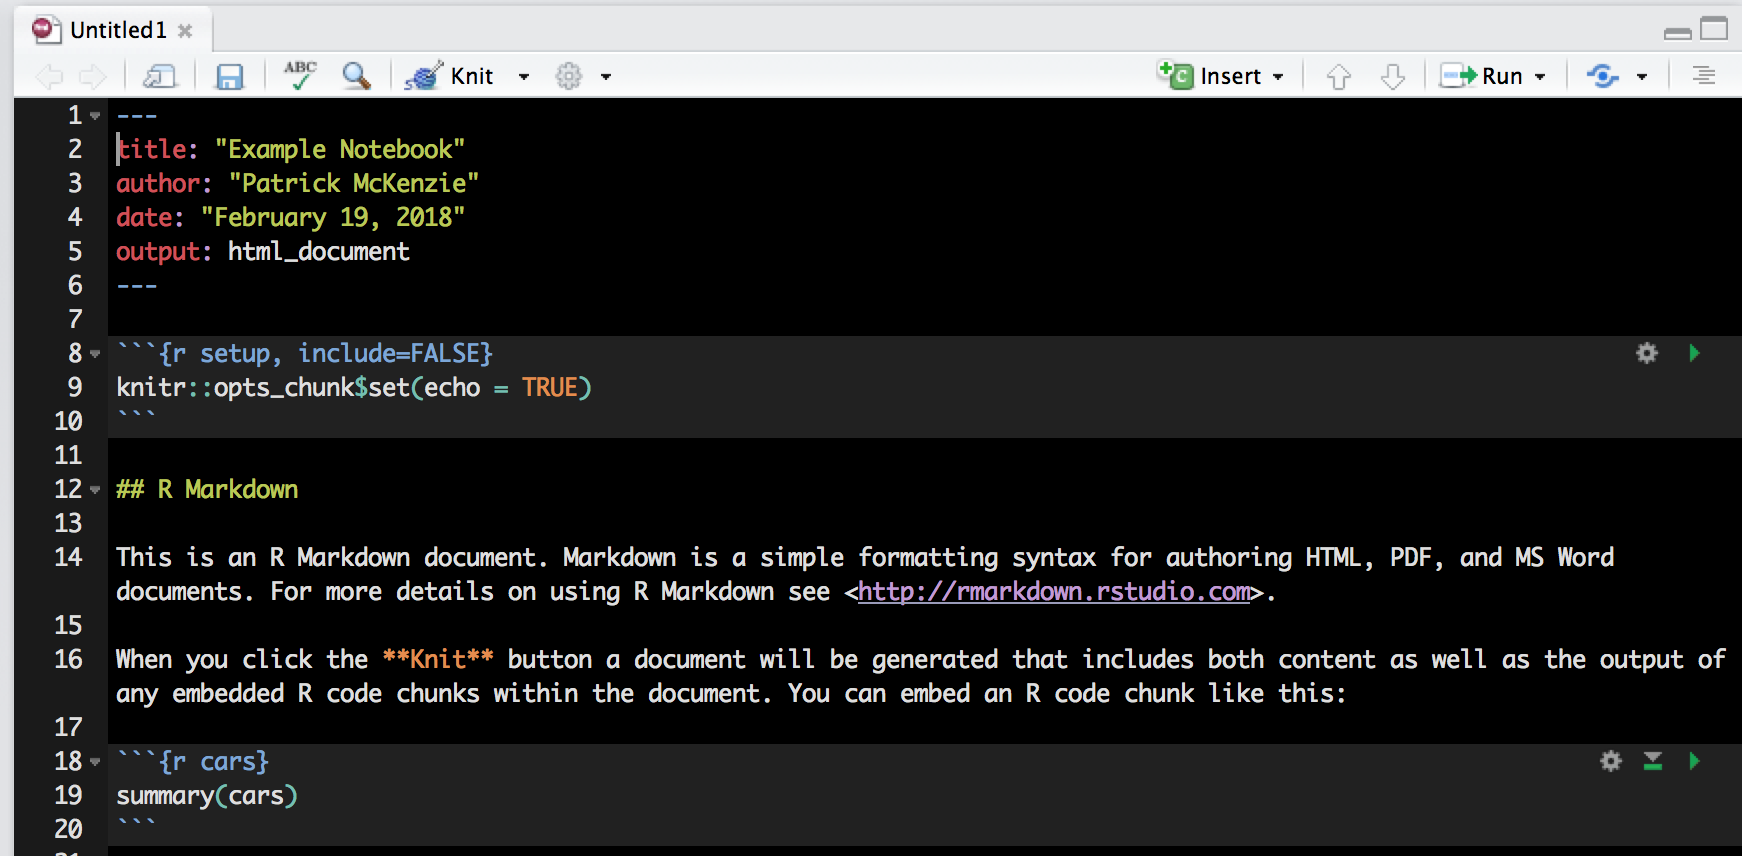 Untitled1
ABC Knit Insert Run
1 ---
2 title: "Example Notebook"
3 author: "Patrick McKenzie"
4 date: "February 19, 2018"
5 output: html_document
6 ---
7
8 ```{r setup, include=FALSE}
9 knitr::opts_chunk$set(echo = TRUE)
10 ```
11
12 ## R Markdown
13
14 This is an R Markdown document. Markdown is a simple formatting syntax for authoring HTML, PDF, and MS Word
documents. For more details on using R Markdown see <http://rmarkdown.rstudio.com>.
15
16 When you click the **Knit** button a document will be generated that includes both content as well as the output of
any embedded R code chunks within the document. You can embed an R code chunk like this:
17
18 ```{r cars}
19 summary(cars)
20 ```